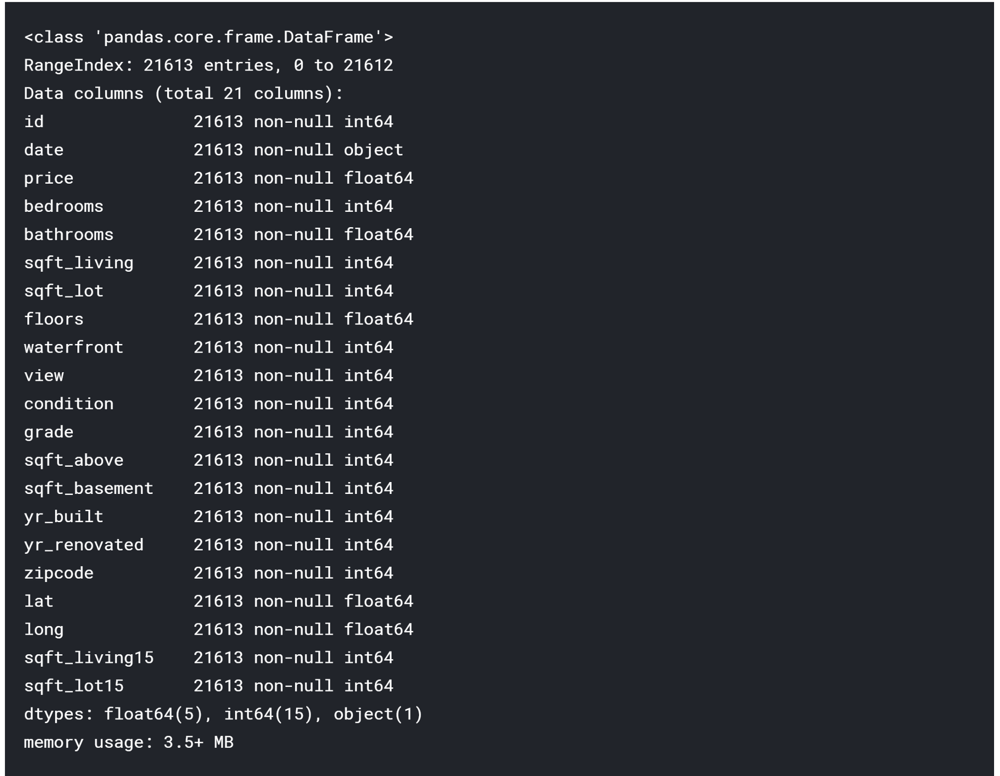 <class 'pandas.core.frame.DataFrame'>
RangeIndex: 21613 entries, 0 to 21612
Data columns (total 21 columns):
id               21613 non-null int64
date             21613 non-null object
price            21613 non-null float64
bedrooms         21613 non-null int64
bathrooms        21613 non-null float64
sqft_living      21613 non-null int64
sqft_lot         21613 non-null int64
floors           21613 non-null float64
waterfront       21613 non-null int64
view             21613 non-null int64
condition        21613 non-null int64
grade            21613 non-null int64
sqft_above       21613 non-null int64
sqft_basement    21613 non-null int64
yr_built         21613 non-null int64
yr_renovated     21613 non-null int64
zipcode          21613 non-null int64
lat              21613 non-null float64
long             21613 non-null float64
sqft_living15    21613 non-null int64
sqft_lot15       21613 non-null int64
dtypes: float64(5), int64(15), object(1)
memory usage: 3.5+ MB